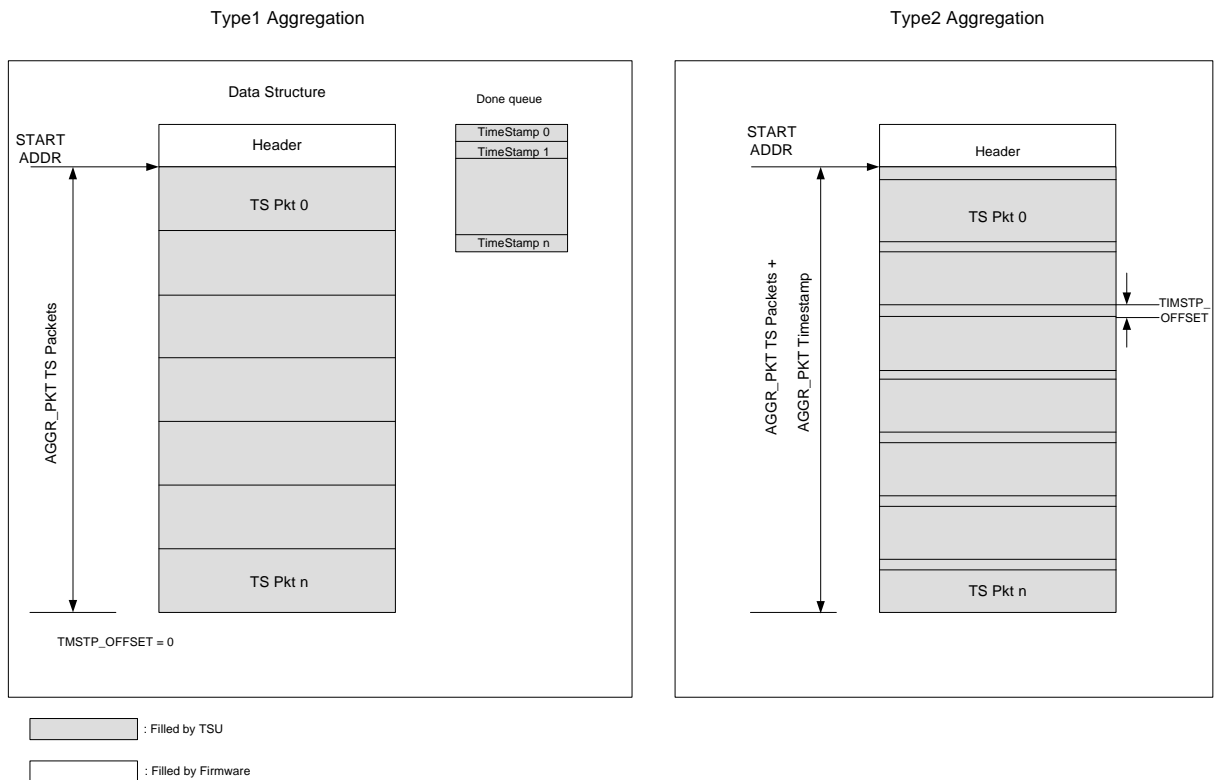 Type1 Aggregation
Data Structure
Done queue
START
ADDR
Header
TimeStamp 0
TimeStamp 1
TimeStamp n
TS Pkt 0
AGGR_PKT TS Packets
TS Pkt n
TMSTP_OFFSET = 0
Type2 Aggregation
START
ADDR
Header
TS Pkt 0
AGGR_PKT TS Packets +
AGGR_PKT Timestamp
TIMSTP_
OFFSET
TS Pkt n
: Filled by TSU
: Filled by Firmware